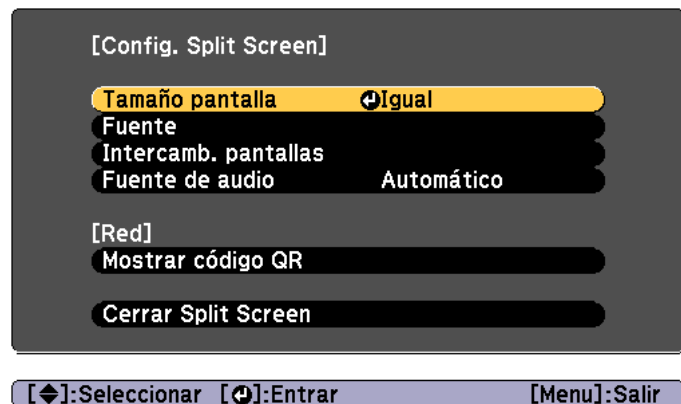 [Config. Split Screen]
Tamaño pantalla Igual
Fuente
Intercamb. pantallas
Fuente de audio Automático
[Red]
Mostrar código QR
Cerrar Split Screen
[◆]:Seleccionar [⏎]:Entrar [Menu]:Salir